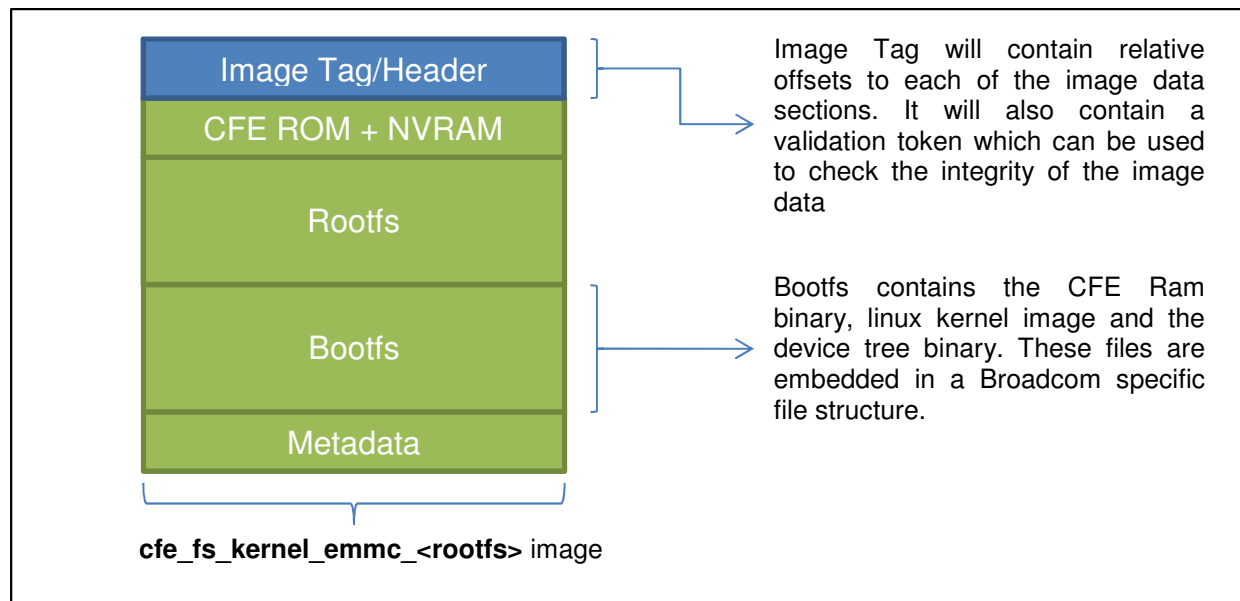 Image Tag/Header
CFE ROM + NVRAM
Rootfs
Bootfs
Metadata
cfe_fs_kernel_emmc_<rootfs> image
Image Tag will contain relative
offsets to each of the image data
sections. It will also contain a
validation token which can be used
to check the integrity of the image
data
Bootfs contains the CFE Ram
binary, linux kernel image and the
device tree binary. These files are
embedded in a Broadcom specific
file structure.